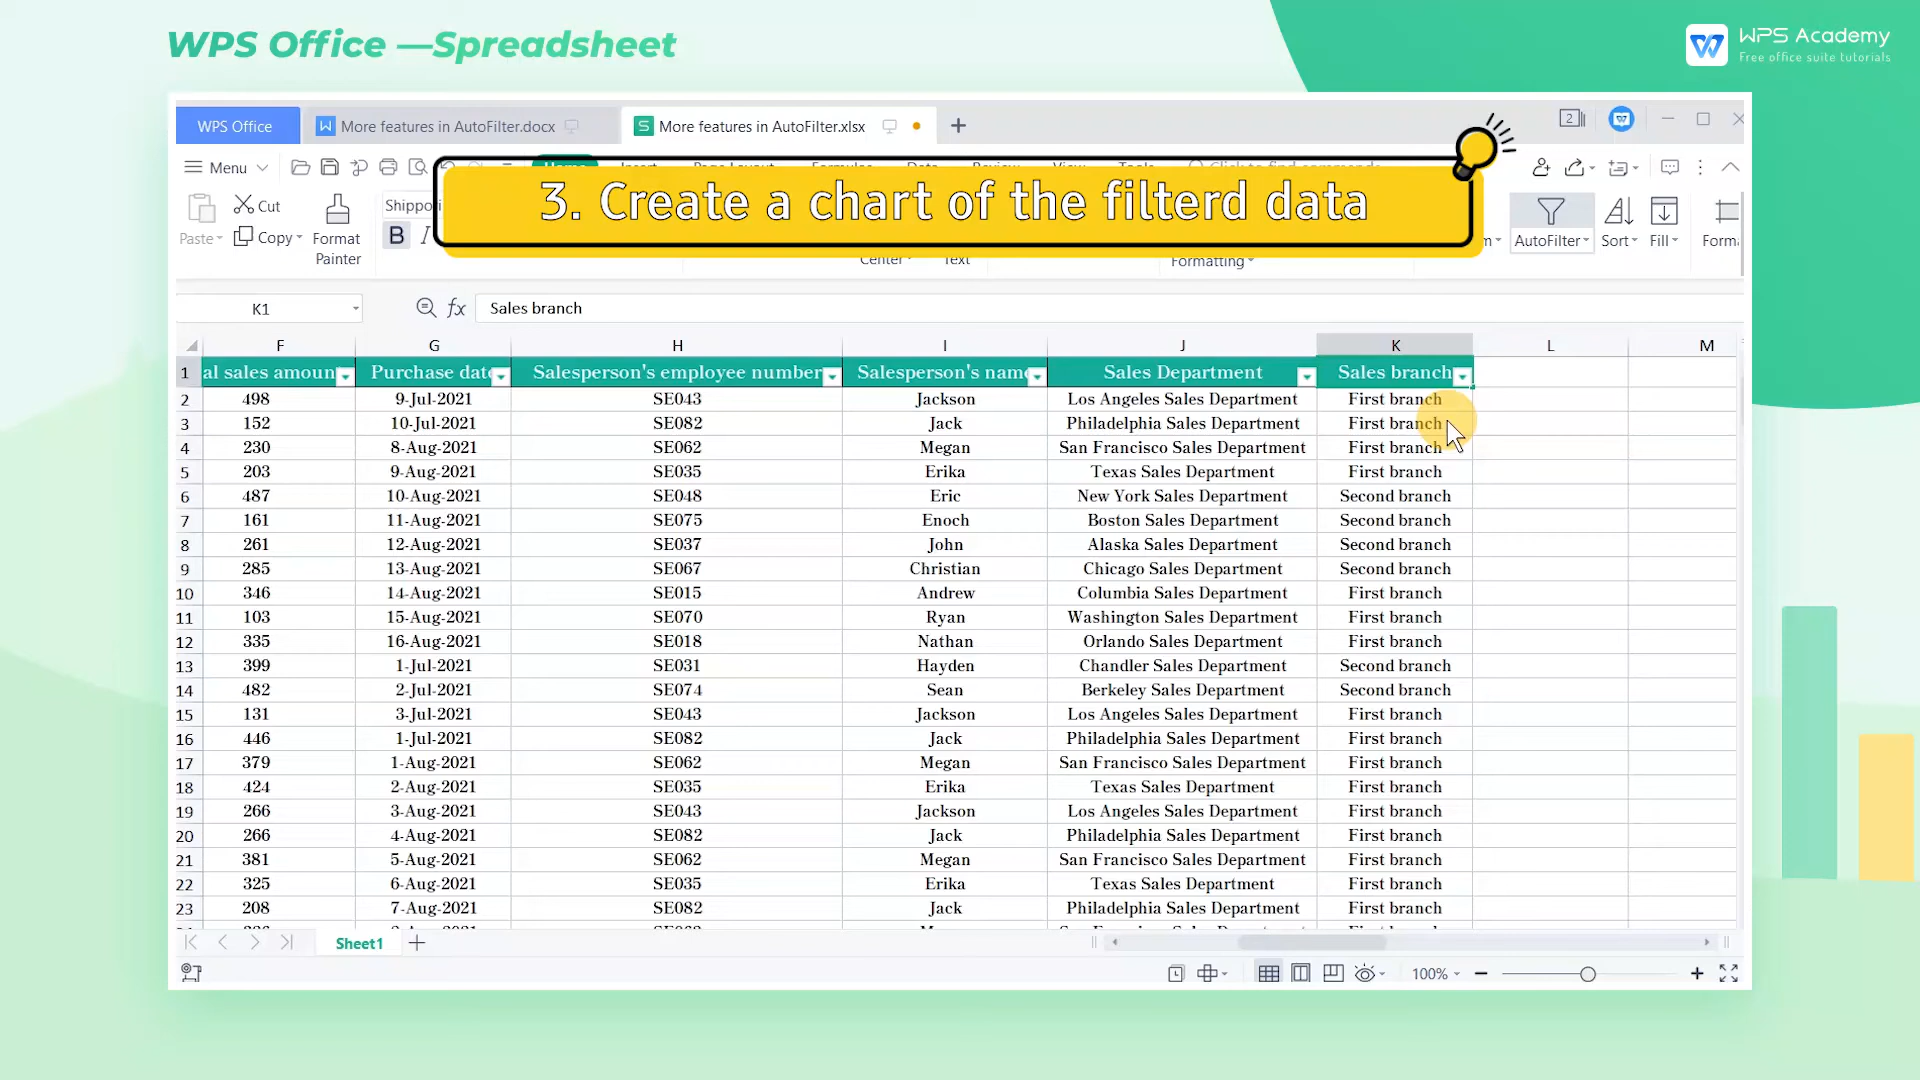 WPS Office —Spreadsheet
WPS Academy
Free office suite tutorials
WPS Office
More features in AutoFilter.docx
More features in AutoFilter.xlsx
2
Menu
3. Create a chart of the filterd data
Cut
Paste
Copy
Format
Painter
B
AutoFilter
Sort
Fill
Formatting
K1
fx
Sales branch
F G H I J K L M
1 al sales amoun Purchase dat Salesperson's employee number Salesperson's nam Sales Department Sales branch
2 498 9-Jul-2021 SE043 Jackson Los Angeles Sales Department First branch
3 152 10-Jul-2021 SE082 Jack Philadelphia Sales Department First branch
4 230 8-Aug-2021 SE062 Megan San Francisco Sales Department First branch
5 203 9-Aug-2021 SE035 Erika Texas Sales Department First branch
6 487 10-Aug-2021 SE048 Eric New York Sales Department Second branch
7 161 11-Aug-2021 SE075 Enoch Boston Sales Department Second branch
8 261 12-Aug-2021 SE037 John Alaska Sales Department Second branch
9 285 13-Aug-2021 SE067 Christian Chicago Sales Department Second branch
10 346 14-Aug-2021 SE015 Andrew Columbia Sales Department First branch
11 103 15-Aug-2021 SE070 Ryan Washington Sales Department First branch
12 335 16-Aug-2021 SE018 Nathan Orlando Sales Department First branch
13 399 1-Jul-2021 SE031 Hayden Chandler Sales Department Second branch
14 482 2-Jul-2021 SE074 Sean Berkeley Sales Department Second branch
15 131 3-Jul-2021 SE043 Jackson Los Angeles Sales Department First branch
16 446 1-Jul-2021 SE082 Jack Philadelphia Sales Department First branch
17 379 1-Aug-2021 SE062 Megan San Francisco Sales Department First branch
18 424 2-Aug-2021 SE035 Erika Texas Sales Department First branch
19 266 3-Aug-2021 SE043 Jackson Los Angeles Sales Department First branch
20 266 4-Aug-2021 SE082 Jack Philadelphia Sales Department First branch
21 381 5-Aug-2021 SE062 Megan San Francisco Sales Department First branch
22 325 6-Aug-2021 SE035 Erika Texas Sales Department First branch
23 208 7-Aug-2021 SE082 Jack Philadelphia Sales Department First branch
Sheet1
100%